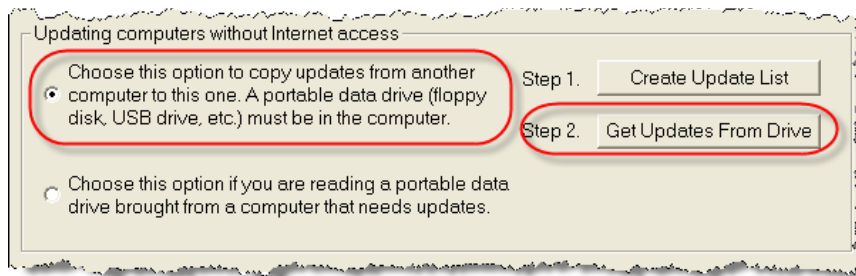 Updating computers without Internet access
Choose this option to copy updates from another
computer to this one. A portable data drive (floppy
disk, USB drive, etc.) must be in the computer.
Step 1. Create Update List
Step 2. Get Updates From Drive
Choose this option if you are reading a portable data
drive brought from a computer that needs updates.